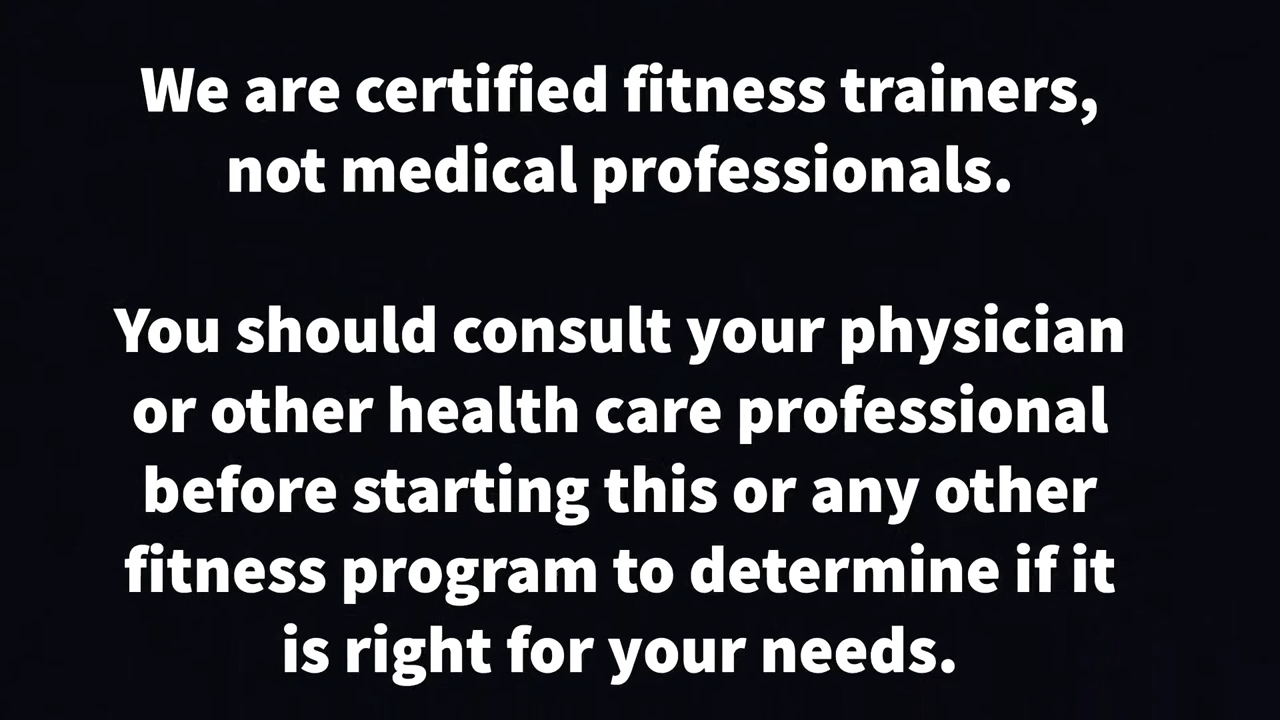 We are certified fitness trainers,
not medical professionals.
You should consult your physician
or other health care professional
before starting this or any other
fitness program to determine if it
is right for your needs.